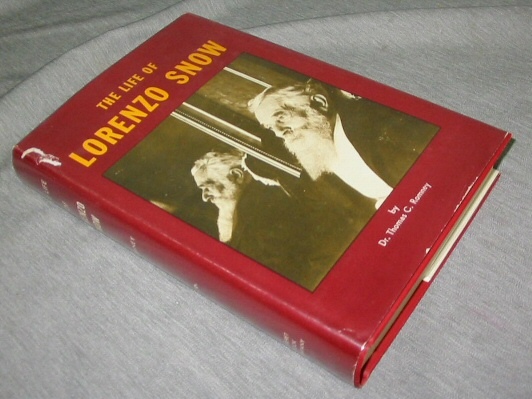 THE LIFE OF
LORENZO SNOW
by
Dr. Thomas C. Romney